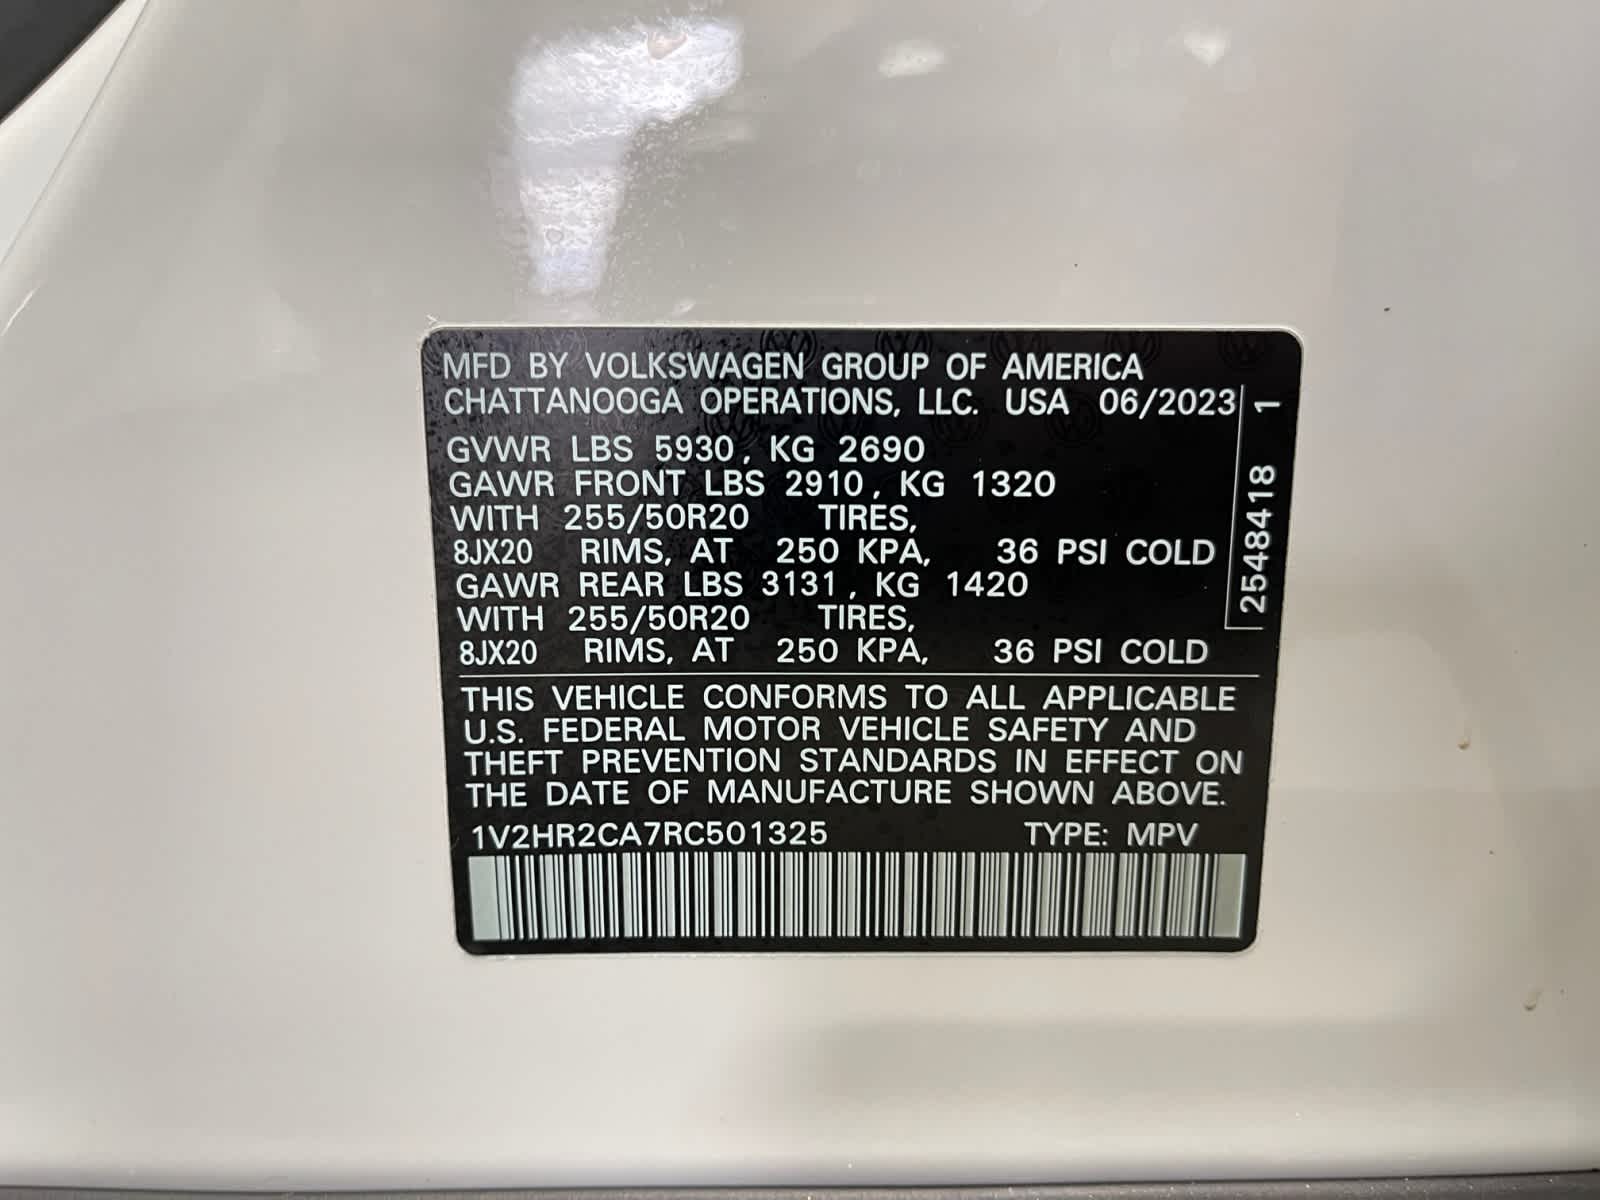 MFD BY VOLKSWAGEN GROUP OF AMERICA
CHATTANOOGA OPERATIONS, LLC. USA 06/2023
GVWR LBS 5930, KG 2690
GAWR FRONT LBS 2910, KG 1320
WITH 255/50R20 TIRES,
8JX20 RIMS, AT 250 KPA, 36 PSI COLD
GAWR REAR LBS 3131, KG 1420
WITH 255/50R20 TIRES,
8JX20 RIMS, AT 250 KPA, 36 PSI COLD
2548418 1
THIS VEHICLE CONFORMS TO ALL APPLICABLE
U.S. FEDERAL MOTOR VEHICLE SAFETY AND
THEFT PREVENTION STANDARDS IN EFFECT ON
THE DATE OF MANUFACTURE SHOWN ABOVE.
1V2HR2CA7RC501325 TYPE: MPV